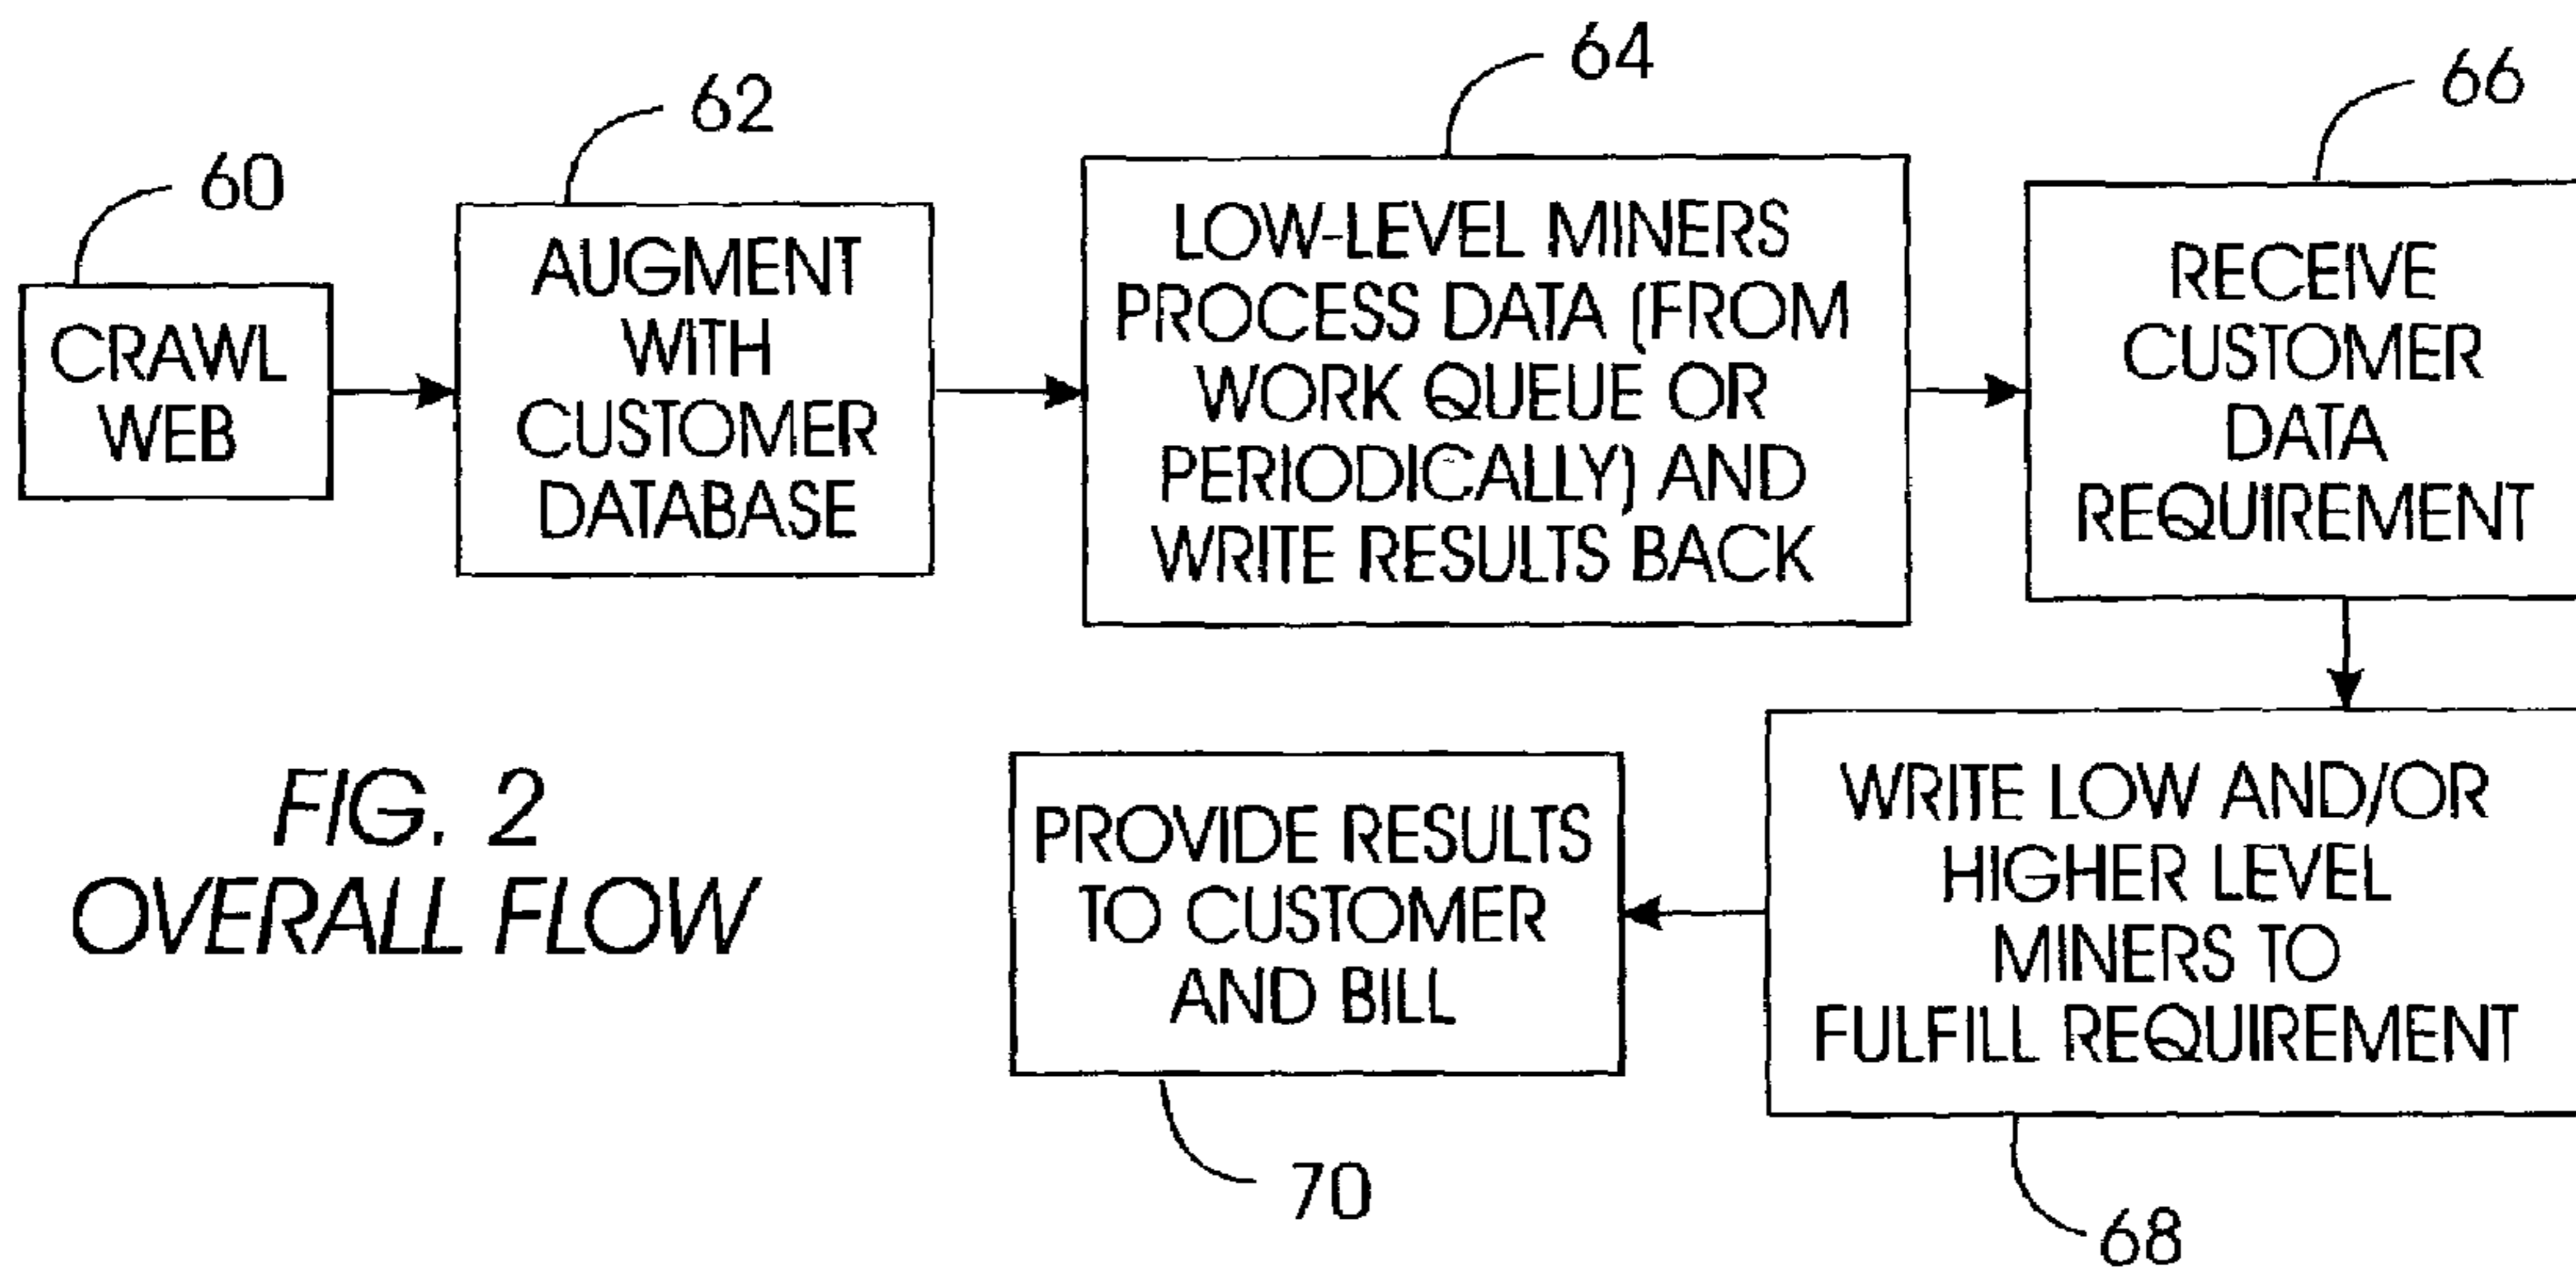 60
CRAWL
WEB
62
AUGMENT
WITH
CUSTOMER
DATABASE
64
LOW-LEVEL MINERS
PROCESS DATA (FROM
WORK QUEUE OR
PERIODICALLY) AND
WRITE RESULTS BACK
66
RECEIVE
CUSTOMER
DATA
REQUIREMENT
WRITE LOW AND/OR
HIGHER LEVEL
MINERS TO
FULFILL REQUIREMENT
68
PROVIDE RESULTS
TO CUSTOMER
AND BILL
70
FIG. 2
OVERALL FLOW